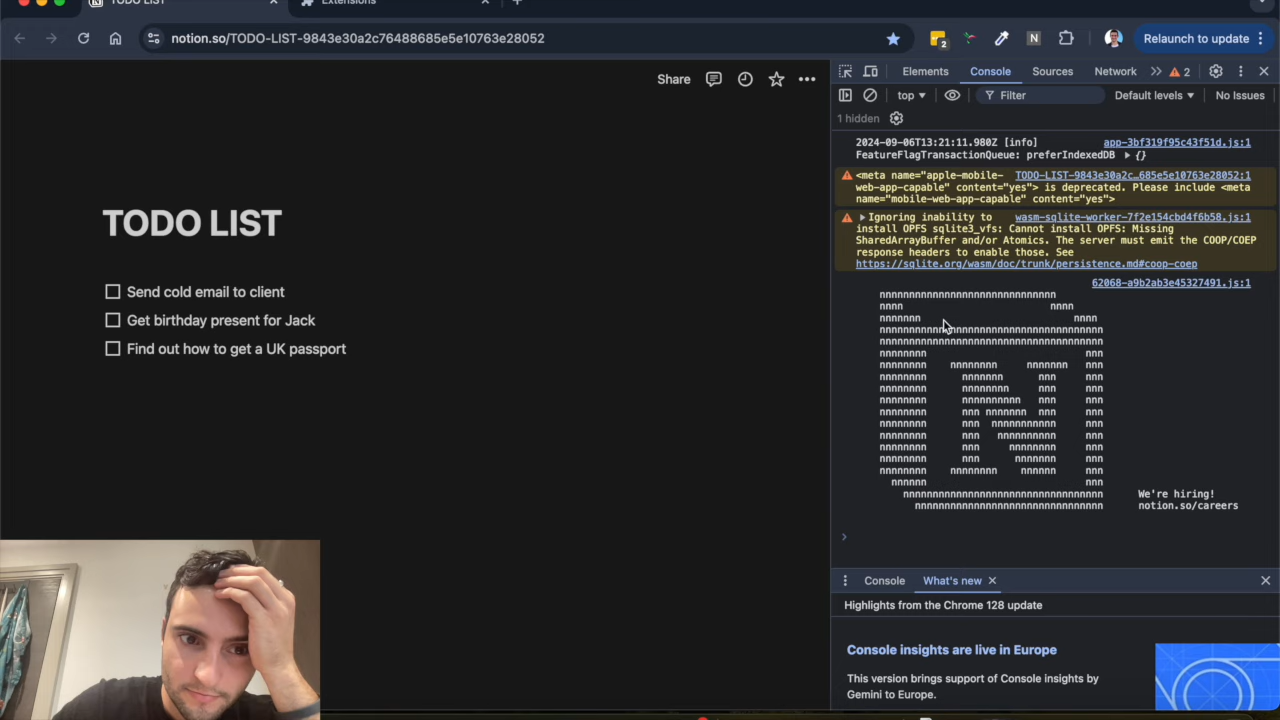 TODO LIST
Extensions
notion.so/TODO-LIST-9843e30a2c76488685e5e10763e28052
2
N
Relaunch to update
Share
Elements
Console
Sources
Network
2
top
Filter
Default levels
No Issues
1 hidden
2024-09-06T13:21:11.980Z [info] app-3bf319f95c43f51d.js:1
FeatureFlagTransactionQueue: preferIndexedDB ▶ {}
<meta name="apple-mobile- TODO-LIST-9843e30a2c…685e5e10763e28052:1
web-app-capable" content="yes"> is deprecated. Please include <meta
name="mobile-web-app-capable" content="yes">
Ignoring inability to wasm-sqlite-worker-7f2e154cbd4f6b58.js:1
install OPFS sqlite3_vfs: Cannot install OPFS: Missing
SharedArrayBuffer and/or Atomics. The server must emit the COOP/COEP
response headers to enable those. See
https://sqlite.org/wasm/doc/trunk/persistence.md#coop-coep
62068-a9b2ab3e45327491.js:1
We're hiring!
notion.so/careers
TODO LIST
Send cold email to client
Get birthday present for Jack
Find out how to get a UK passport
Console
What's new
Highlights from the Chrome 128 update
Console insights are live in Europe
This version brings support of Console insights by
Gemini to Europe.